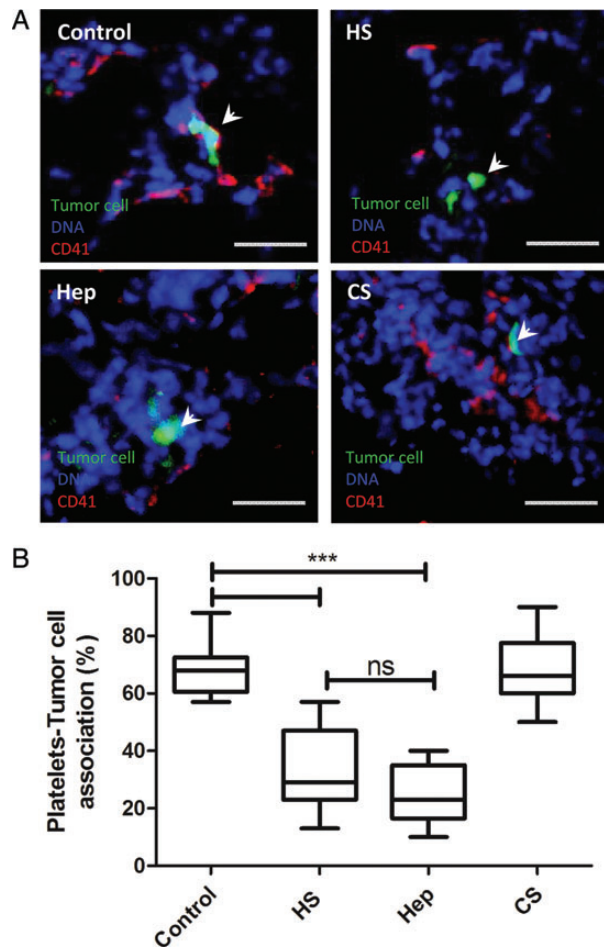 A
Control
Tumor cell
DNA
CD41
HS
Tumor cell
DNA
CD41
Hep
Tumor cell
DNA
CD41
CS
Tumor cell
DNA
CD41
B
Platelets-Tumor cell
association (%)
100
80
60
40
20
0
***
ns
Control
HS
Hep
CS